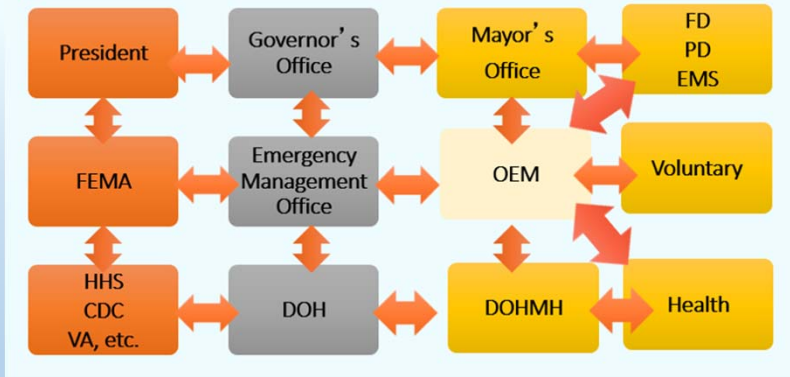 President
Governor’s
Office
Mayor’s
Office
FD
PD
EMS
FEMA
Emergency
Management
Office
OEM
Voluntary
HHS
CDC
VA, etc.
DOH
DOHMH
Health